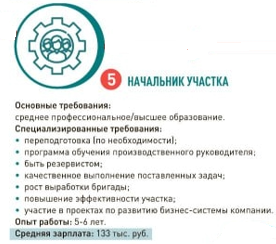 5 НАЧАЛЬНИК УЧАСТКА
Основные требования:
среднее профессиональное/высшее образование.
Специализированные требования:
• переподготовка (по необходимости);
• программа обучения производственного руководителя;
• быть резервистом;
• качественное выполнение поставленных задач;
• рост выработки бригады;
• повышение эффективности участка;
• участие в проектах по развитию бизнес-системы компании.
Опыт работы: 5-6 лет.
Средняя зарплата: 133 тыс. руб.